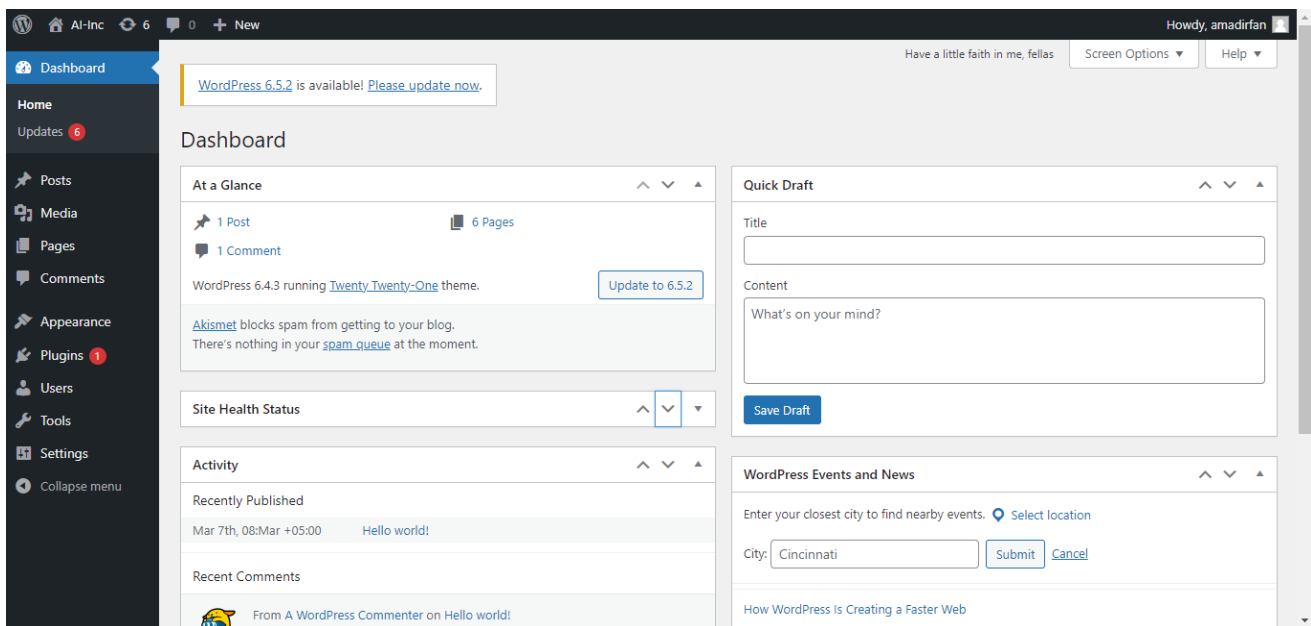 AI-Inc 6 0 New Howdy, amadirfan
Dashboard
Home
Updates 6
Posts
Media
Pages
Comments
Appearance
Plugins 1
Users
Tools
Settings
Collapse menu
Have a little faith in me, fellas Screen Options ▼ Help ▼
WordPress 6.5.2 is available! Please update now.
Dashboard
At a Glance
1 Post 6 Pages
1 Comment
WordPress 6.4.3 running Twenty Twenty-One theme. Update to 6.5.2
Akismet blocks spam from getting to your blog.
There's nothing in your spam queue at the moment.
Site Health Status
Activity
Recently Published
Mar 7th, 08:Mar +05:00 Hello world!
Recent Comments
From A WordPress Commenter on Hello world!
Quick Draft
Title
Content
What's on your mind?
Save Draft
WordPress Events and News
Enter your closest city to find nearby events. Select location
City: Cincinnati Submit Cancel
How WordPress Is Creating a Faster Web